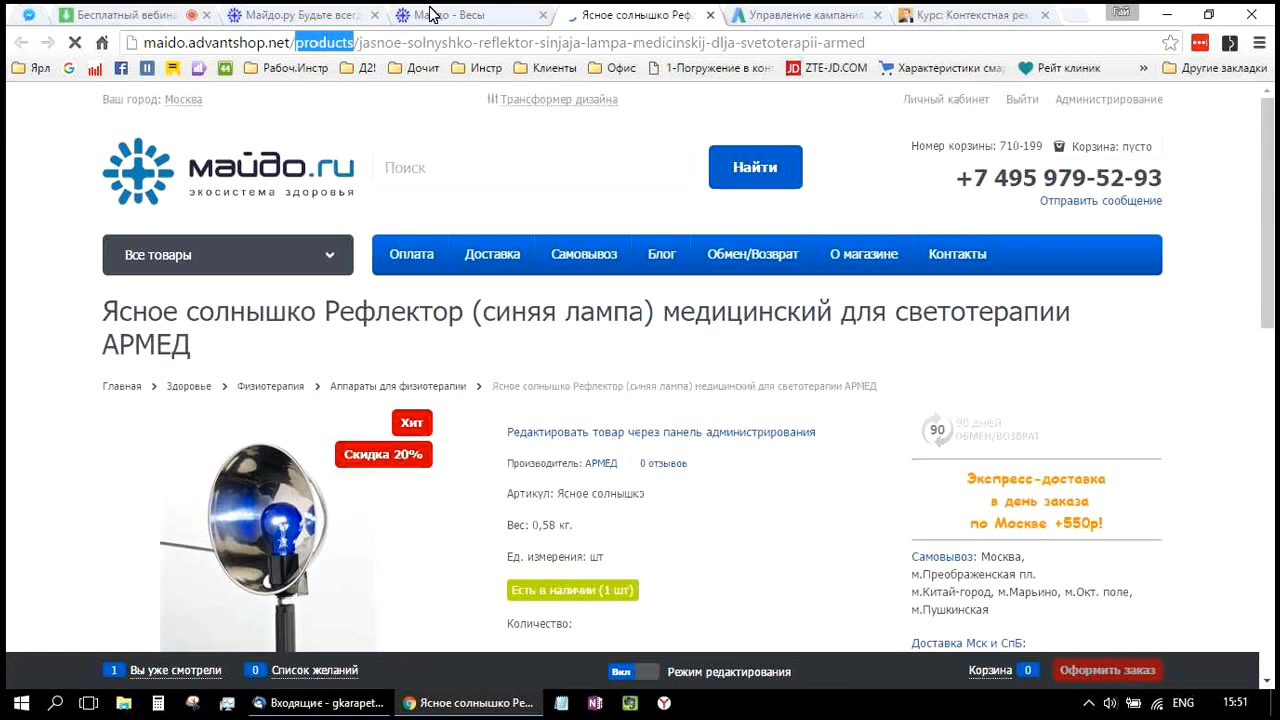 Бесплатный вебина
Майдо.ру Будьте всег
Майдо - Весы
Ясное солнышко Реф
Управление кампания
Курс: Контекстная рек
Гай
maido.advantshop.net/products/jasnoe-solnyshko-reflektor-sinjaja-lampa-medicinskij-dlja-svetoterapii-armed
Ярл
44
Рабоч.Инстр
Д2!
Дочит
Инстр
Клиенты
Офис
1-Погружение в кон
JD ZTE-JD.COM
Характеристики сма
Рейт клиник
»
Другие закладки
Ваш город: Москва
Трансформер дизайна
Личный кабинет
Выйти
Администрирование
майдо.ru
экосистема здоровья
Поиск
Найти
Номер корзины: 710-199
Корзина: пусто
+7 495 979-52-93
Отправить сообщение
Все товары
Оплата
Доставка
Самовывоз
Блог
Обмен/Возврат
О магазине
Контакты
Ясное солнышко Рефлектор (синяя лампа) медицинский для светотерапии
АРМЕД
Главная > Здоровье > Физиотерапия > Аппараты для физиотерапии > Ясное солнышко Рефлектор (синяя лампа) медицинский для светотерапии АРМЕД
Хит
Скидка 20%
Редактировать товар через панель администрирования
Производитель: АРМЕД
0 отзывов
Артикул: Ясное солнышко
Вес: 0,58 кг.
Ед. измерения: шт
Есть в наличии (1 шт)
Количество:
90
90 дней
ОБМЕН/ВОЗВРАТ
Экспресс-доставка
в день заказа
по Москве +550р!
Самовывоз: Москва,
м.Преображенская пл.
м.Китай-город, м.Марьино, м.Окт. поле,
м.Пушкинская
Доставка Мск и СпБ:
1 Вы уже смотрели
0 Список желаний
Вкл
Режим редактирования
Корзина 0
Оформить заказ
Входящие - gkarapet...
Ясное солнышко Ре...
ENG
15:51